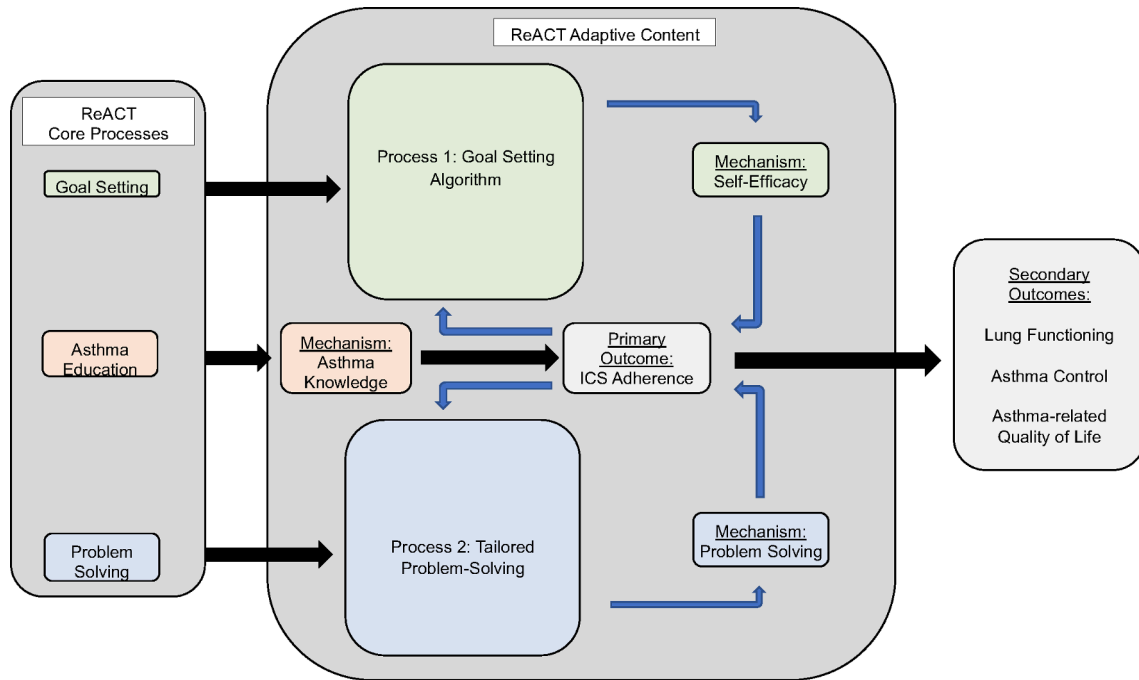 ReACT Adaptive Content
ReACT
Core Processes
Goal Setting
Asthma
Education
Problem
Solving
Process 1: Goal Setting
Algorithm
Mechanism:
Self-Efficacy
Mechanism:
Asthma
Knowledge
Primary
Outcome:
ICS Adherence
Process 2: Tailored
Problem-Solving
Mechanism:
Problem Solving
Secondary
Outcomes:
Lung Functioning
Asthma Control
Asthma-related
Quality of Life